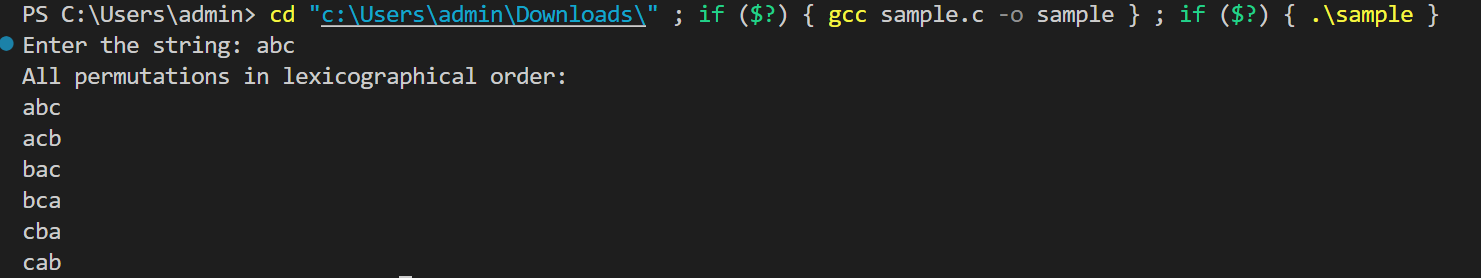 PS C:\Users\admin> cd "c:\Users\admin\Downloads\" ; if ($?) { gcc sample.c -o sample } ; if ($?) { .\sample }
Enter the string: abc
All permutations in lexicographical order:
abc
acb
bac
bca
cba
cab